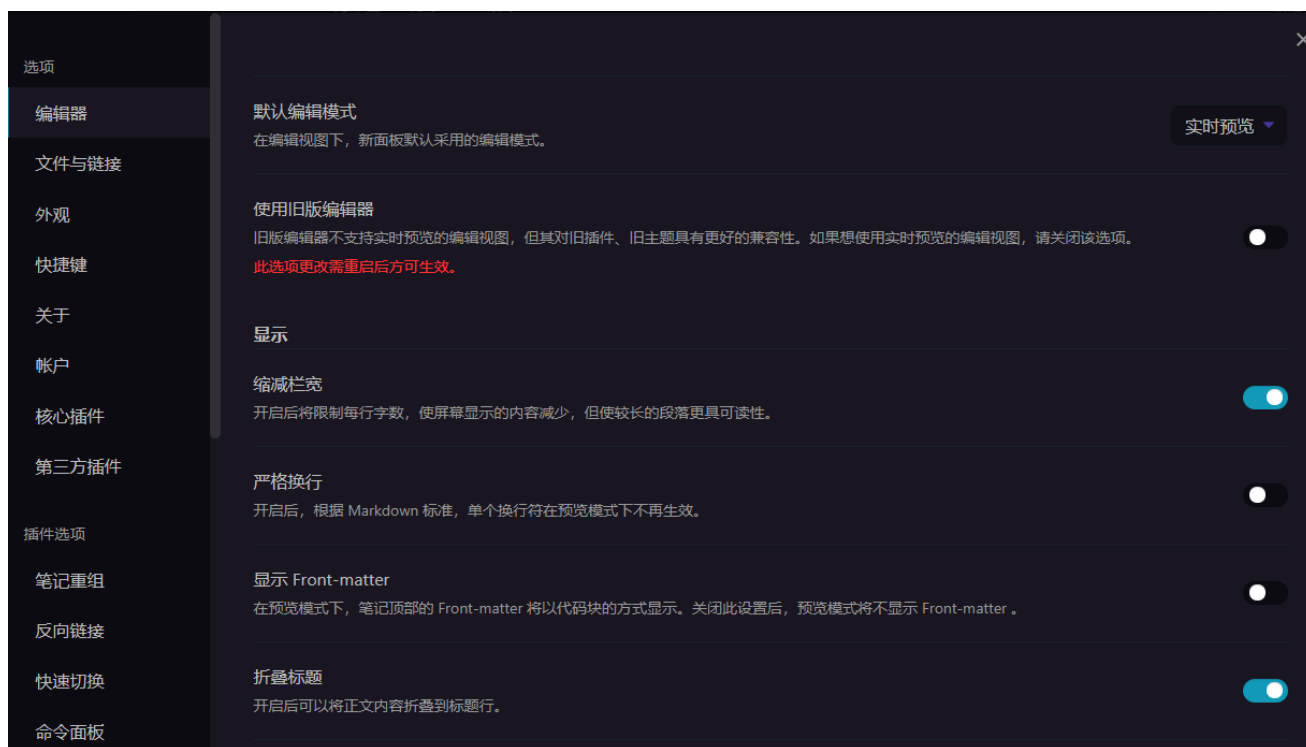 选项
编辑器
文件与链接
外观
快捷键
关于
帐户
核心插件
第三方插件
插件选项
笔记重组
反向链接
快速切换
命令面板
默认编辑模式
在编辑视图下，新面板默认采用的编辑模式。
实时预览
使用旧版编辑器
旧版编辑器不支持实时预览的编辑视图，但其对旧插件、旧主题具有更好的兼容性。如果想使用实时预览的编辑视图，请关闭该选项。
此选项更改需重启后方可生效。
显示
缩减栏宽
开启后将限制每行字数，使屏幕显示的内容减少，但使较长的段落更具可读性。
严格换行
开启后，根据 Markdown 标准，单个换行符在预览模式下不再生效。
显示 Front-matter
在预览模式下，笔记顶部的 Front-matter 将以代码块的方式显示。关闭此设置后，预览模式将不显示 Front-matter 。
折叠标题
开启后可以将正文内容折叠到标题行。